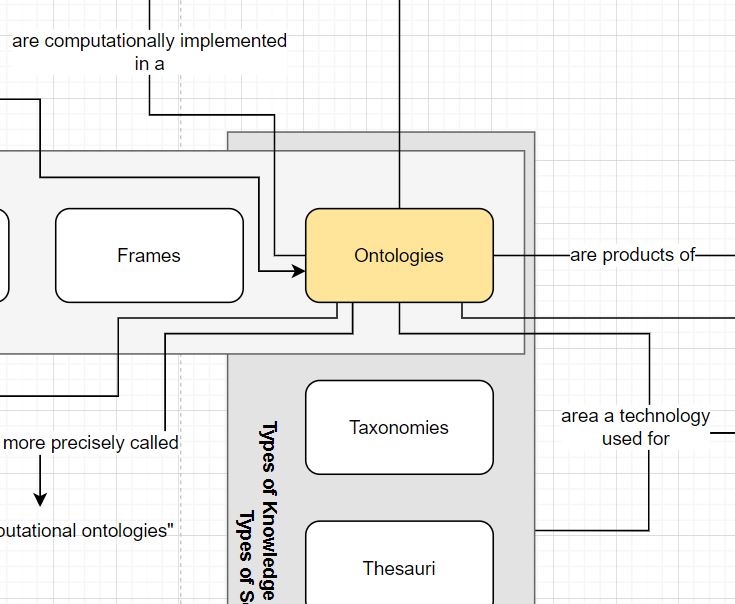 are computationally implemented
in a
Frames
Ontologies
are products of
Taxonomies
area a technology
used for
more precisely called
Types of Knowledge
Types of
Thesauri
ontologies"